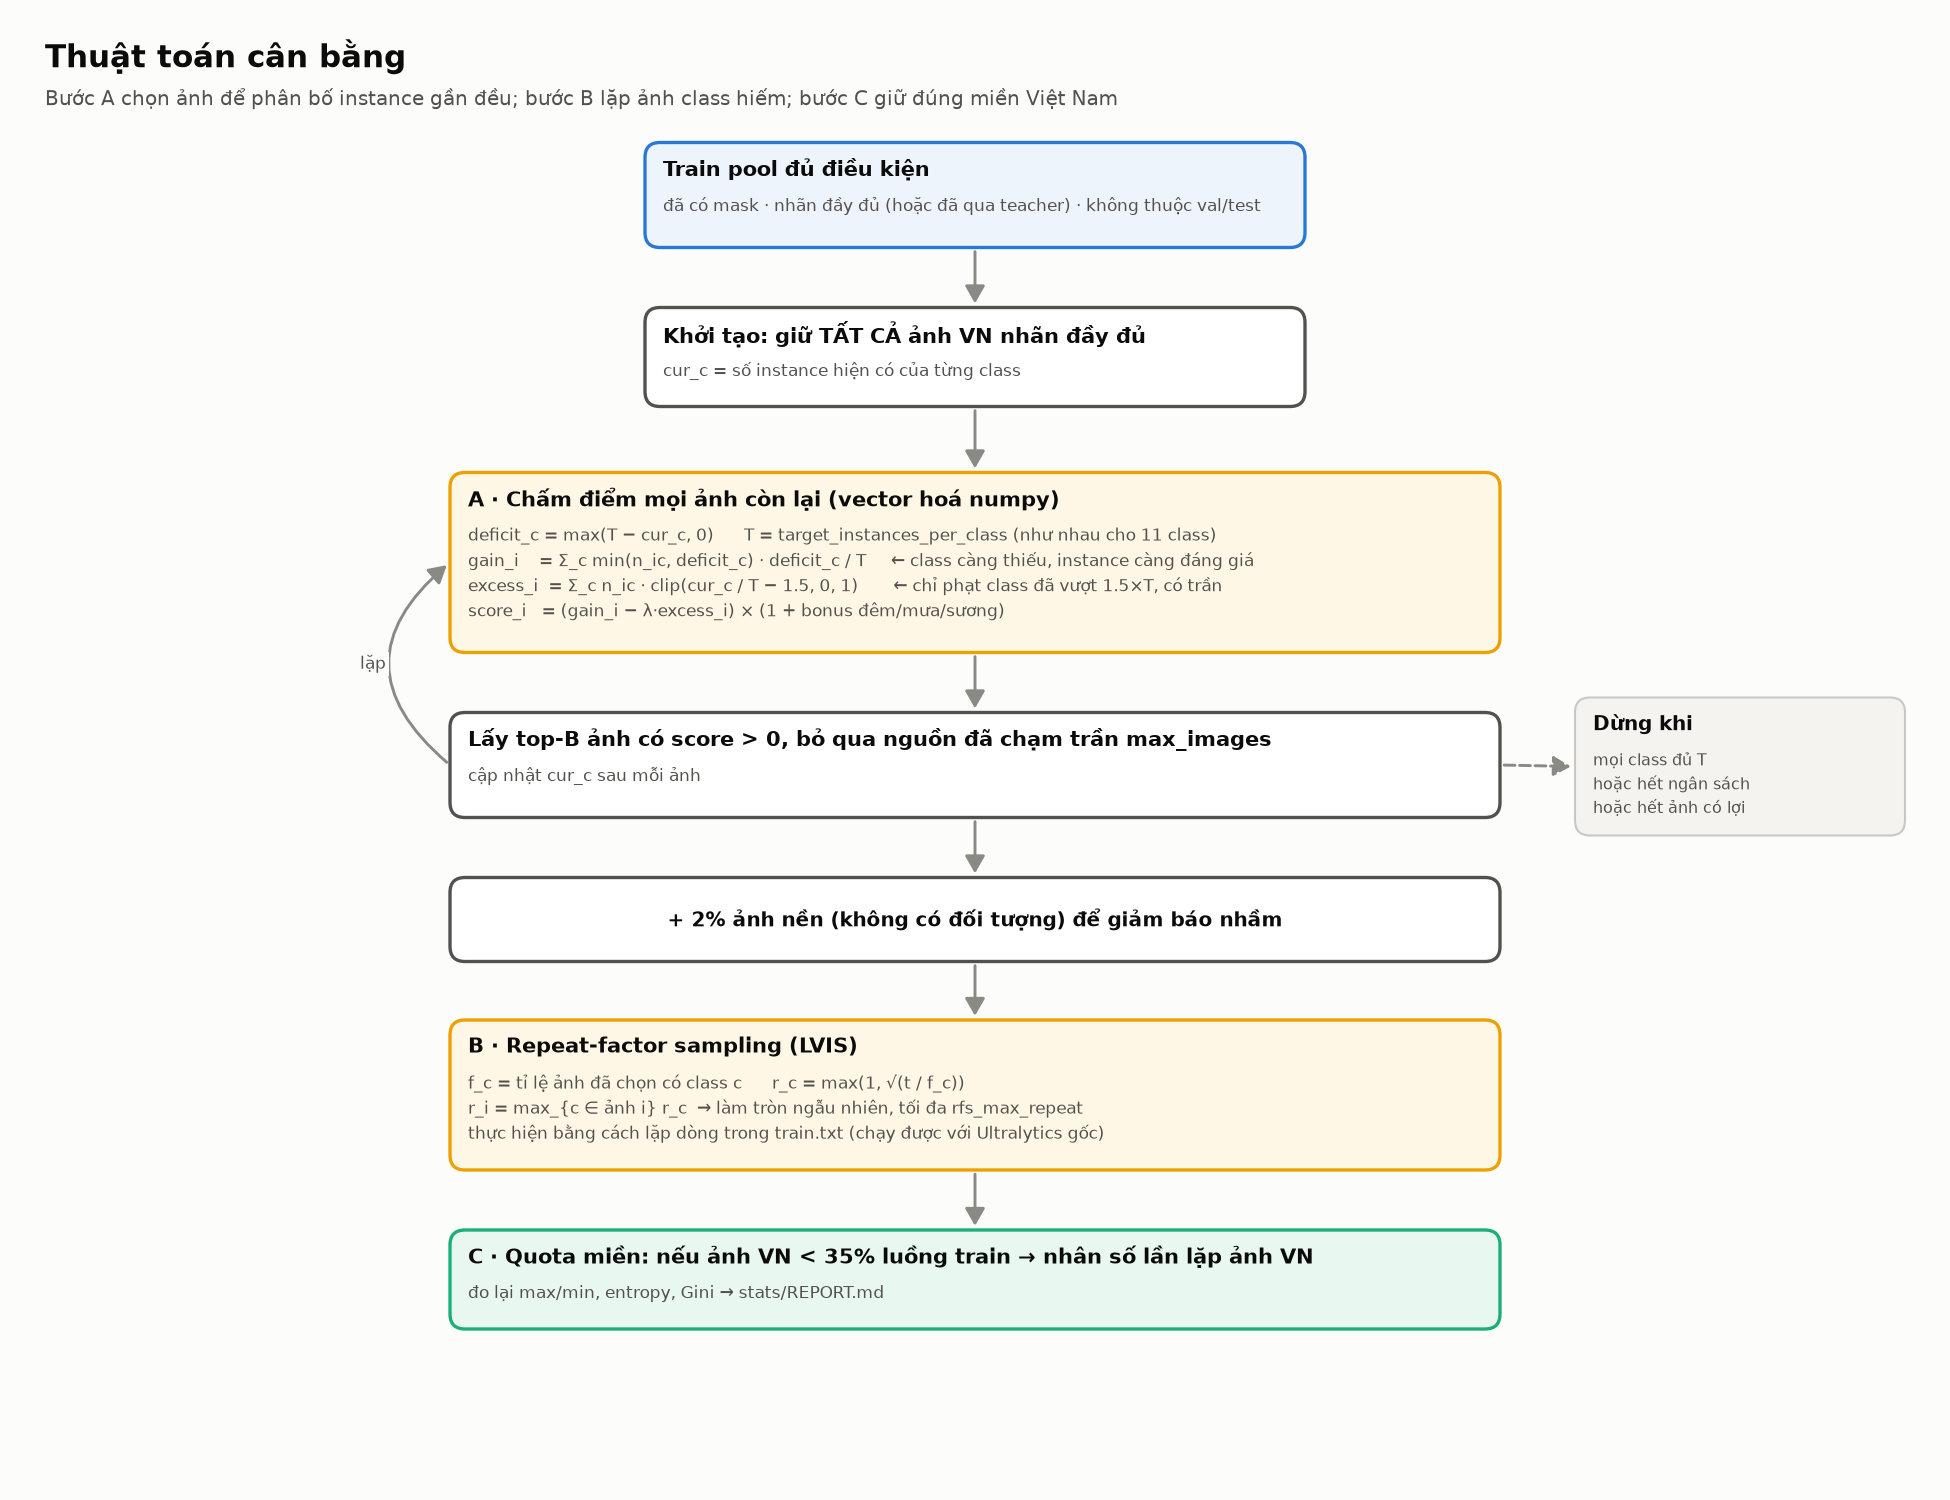 Thuật toán cân bằng
Bước A chọn ảnh để phân bố instance gần đều; bước B lặp ảnh class hiếm; bước C giữ đúng miền Việt Nam
Train pool đủ điều kiện
đã có mask · nhãn đầy đủ (hoặc đã qua teacher) · không thuộc val/test
Khởi tạo: giữ TẤT CẢ ảnh VN nhãn đầy đủ
cur_c = số instance hiện có của từng class
A · Chấm điểm mọi ảnh còn lại (vector hoá numpy)
deficit_c = max(T − cur_c, 0) T = target_instances_per_class (như nhau cho 11 class)
gain_i = Σ_c min(n_ic, deficit_c) · deficit_c / T ← class càng thiếu, instance càng đáng giá
excess_i = Σ_c n_ic · clip(cur_c / T − 1.5, 0, 1) ← chỉ phạt class đã vượt 1.5×T, có trần
score_i = (gain_i − λ·excess_i) × (1 + bonus đêm/mưa/sương)
lặp
Lấy top-B ảnh có score > 0, bỏ qua nguồn đã chạm trần max_images
cập nhật cur_c sau mỗi ảnh
Dừng khi
mọi class đủ T
hoặc hết ngân sách
hoặc hết ảnh có lợi
+ 2% ảnh nền (không có đối tượng) để giảm báo nhầm
B · Repeat-factor sampling (LVIS)
f_c = tỉ lệ ảnh đã chọn có class c r_c = max(1, √(t / f_c))
r_i = max_{c ∈ ảnh i} r_c → làm tròn ngẫu nhiên, tối đa rfs_max_repeat
thực hiện bằng cách lặp dòng trong train.txt (chạy được với Ultralytics gốc)
C · Quota miền: nếu ảnh VN < 35% luồng train → nhân số lần lặp ảnh VN
đo lại max/min, entropy, Gini → stats/REPORT.md